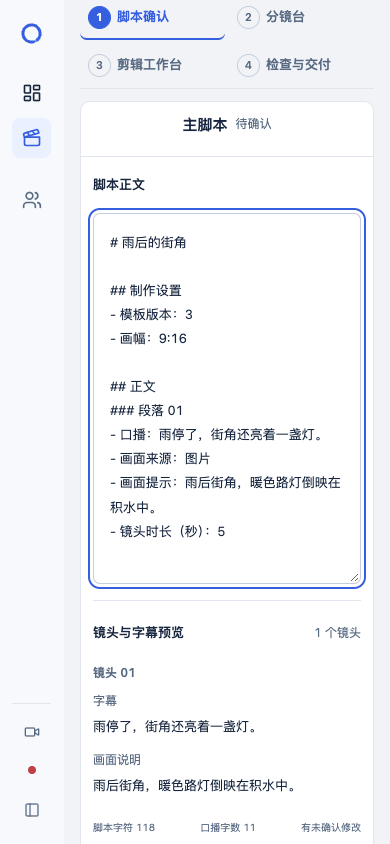 1 脚本确认
2 分镜台
3 剪辑工作台
4 检查与交付
主脚本 待确认
脚本正文
# 雨后的街角
## 制作设置
- 模板版本：3
- 画幅：9:16
## 正文
### 段落 01
- 口播：雨停了，街角还亮着一盏灯。
- 画面来源：图片
- 画面提示：雨后街角，暖色路灯倒映在
积水中。
- 镜头时长（秒）：5
镜头与字幕预览 1 个镜头
镜头 01
字幕
雨停了，街角还亮着一盏灯。
画面说明
雨后街角，暖色路灯倒映在积水中。
脚本字符 118 口播字数 11 有未确认修改